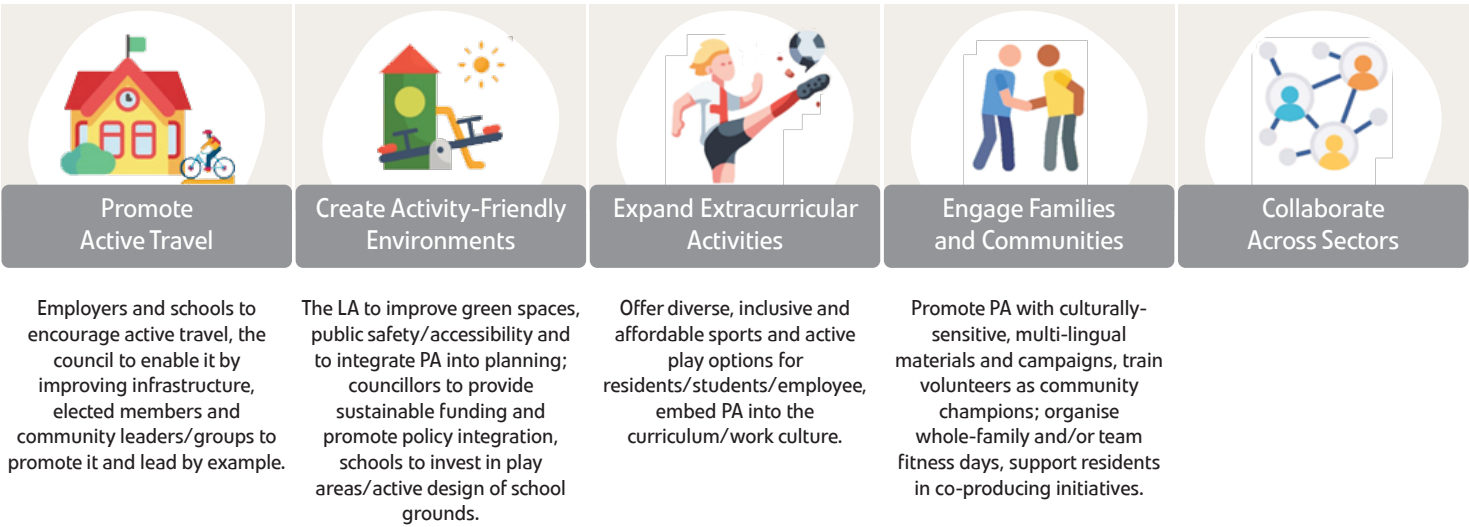 Promote
Active Travel
Create Activity-Friendly
Environments
Expand Extracurricular
Activities
Engage Families
and Communities
Collaborate
Across Sectors
Employers and schools to
encourage active travel, the
council to enable it by
improving infrastructure,
elected members and
community leaders/groups to
promote it and lead by example.
The LA to improve green spaces,
public safety/accessibility and
to integrate PA into planning;
councillors to provide
sustainable funding and
promote policy integration,
schools to invest in play
areas/active design of school
grounds.
Offer diverse, inclusive and
affordable sports and active
play options for
residents/students/employee,
embed PA into the
curriculum/work culture.
Promote PA with culturally-
sensitive, multi-lingual
materials and campaigns, train
volunteers as community
champions; organise
whole-family and/or team
fitness days, support residents
in co-producing initiatives.